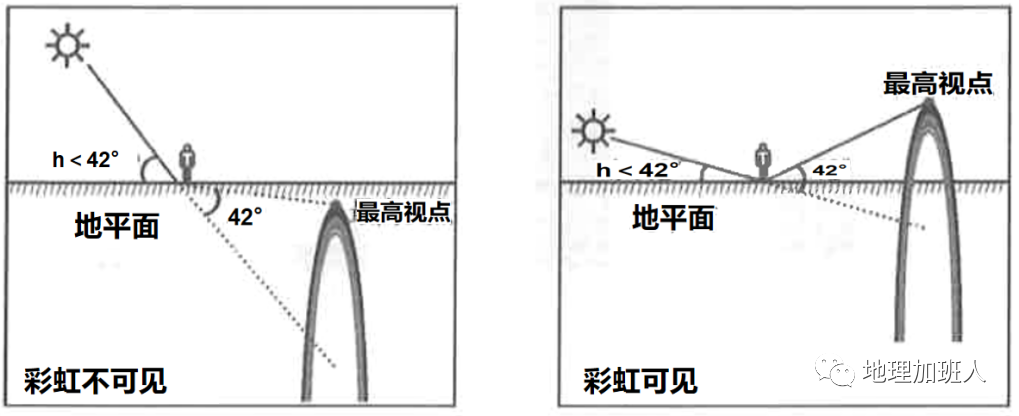 h < 42°
地平面
42°
最高视点
彩虹不可见
最高视点
h < 42°
42°
地平面
彩虹可见
地理加班人